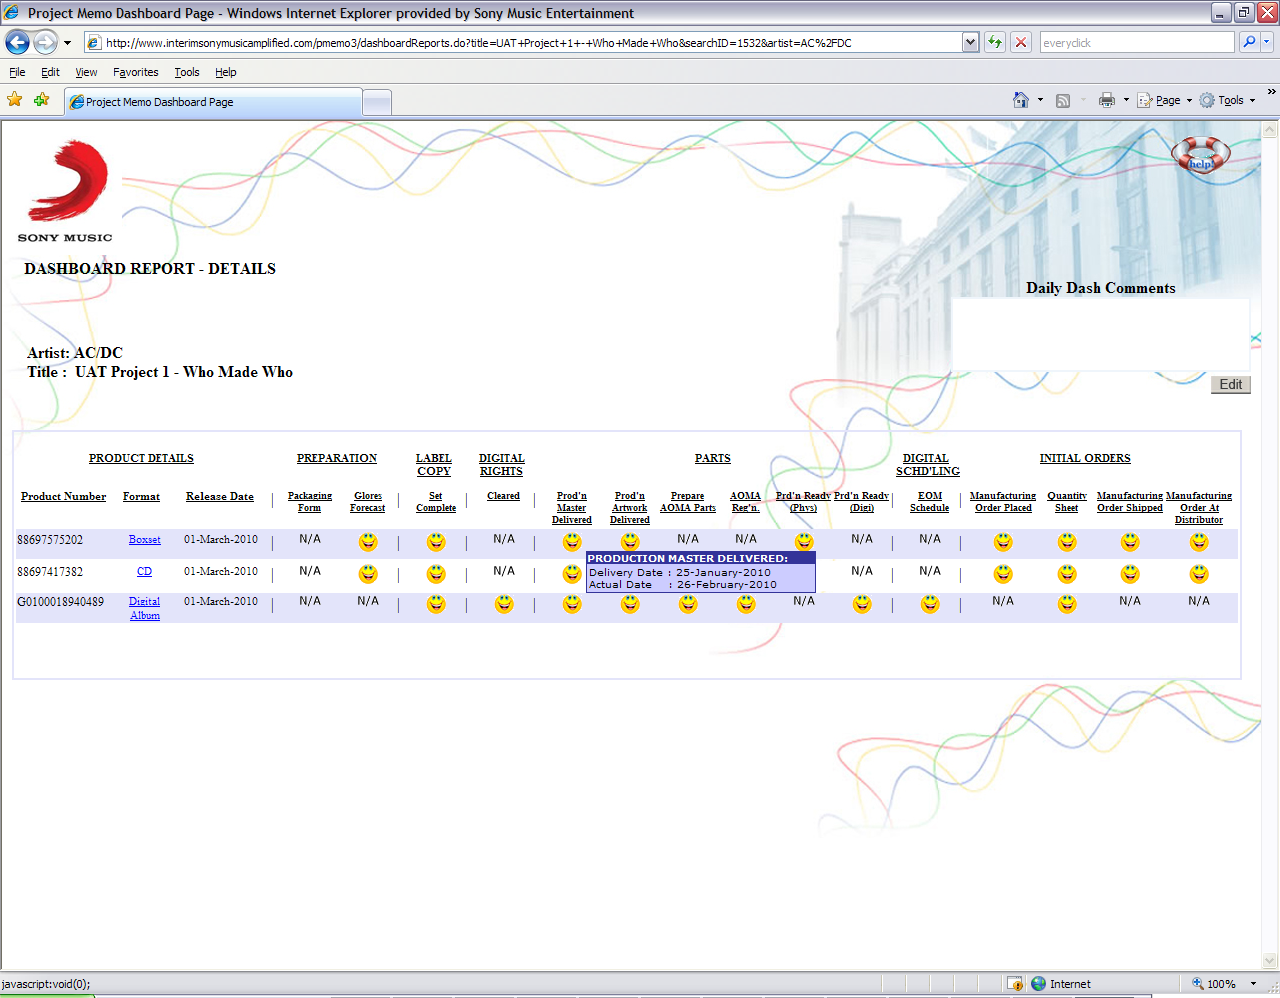 Project Memo Dashboard Page - Windows Internet Explorer provided by Sony Music Entertainment
http://www.interimsonymusicamplified.com/pmemo3/dashboardReports.do?title=UAT+Project+1+-+Who+Made+Who&searchID=1532&artist=AC%2FDC
everyclick
File Edit View Favorites Tools Help
Project Memo Dashboard Page
Page Tools
help!
SONY MUSIC
DASHBOARD REPORT - DETAILS
Daily Dash Comments
Artist: AC/DC
Title : UAT Project 1 - Who Made Who
Edit
PRODUCT DETAILS PREPARATION LABEL COPY DIGITAL RIGHTS PARTS DIGITAL SCHD'LING INITIAL ORDERS
Product Number Format Release Date | Packaging Form Glores Forecast | Set Complete | Cleared | Prod'n Master Delivered Prod'n Artwork Delivered Prepare AOMA Parts AOMA Reg'n. Prd'n Ready (Phys) Prd'n Ready (Digi) | EOM Schedule | Manufacturing Order Placed Quantity Sheet Manufacturing Order Shipped Manufacturing Order At Distributor
88697575202 Boxset 01-March-2010 | N/A | | N/A | N/A N/A N/A | N/A |
PRODUCTION MASTER DELIVERED:
Delivery Date : 25-January-2010
Actual Date : 26-February-2010
88697417382 CD 01-March-2010 | N/A | | N/A | N/A | N/A |
G0100018940489 Digital Album 01-March-2010 | N/A N/A | | | N/A | | N/A N/A N/A
javascript:void(0);
Internet
100%